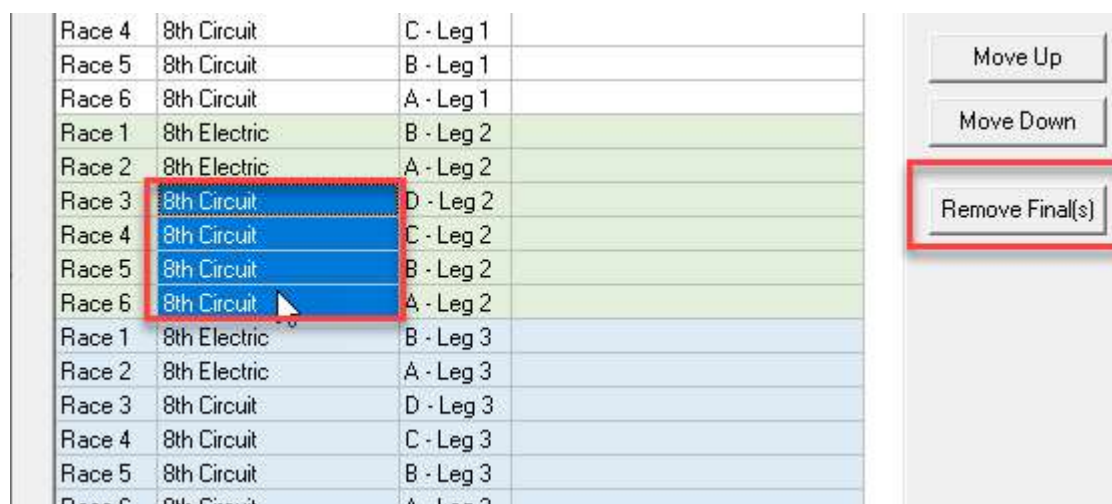 Race 4 8th Circuit C - Leg 1
Race 5 8th Circuit B - Leg 1
Race 6 8th Circuit A - Leg 1
Race 1 8th Electric B - Leg 2
Race 2 8th Electric A - Leg 2
Race 3 8th Circuit D - Leg 2
Race 4 8th Circuit C - Leg 2
Race 5 8th Circuit B - Leg 2
Race 6 8th Circuit A - Leg 2
Race 1 8th Electric B - Leg 3
Race 2 8th Electric A - Leg 3
Race 3 8th Circuit D - Leg 3
Race 4 8th Circuit C - Leg 3
Race 5 8th Circuit B - Leg 3
Move Up
Move Down
Remove Final(s)